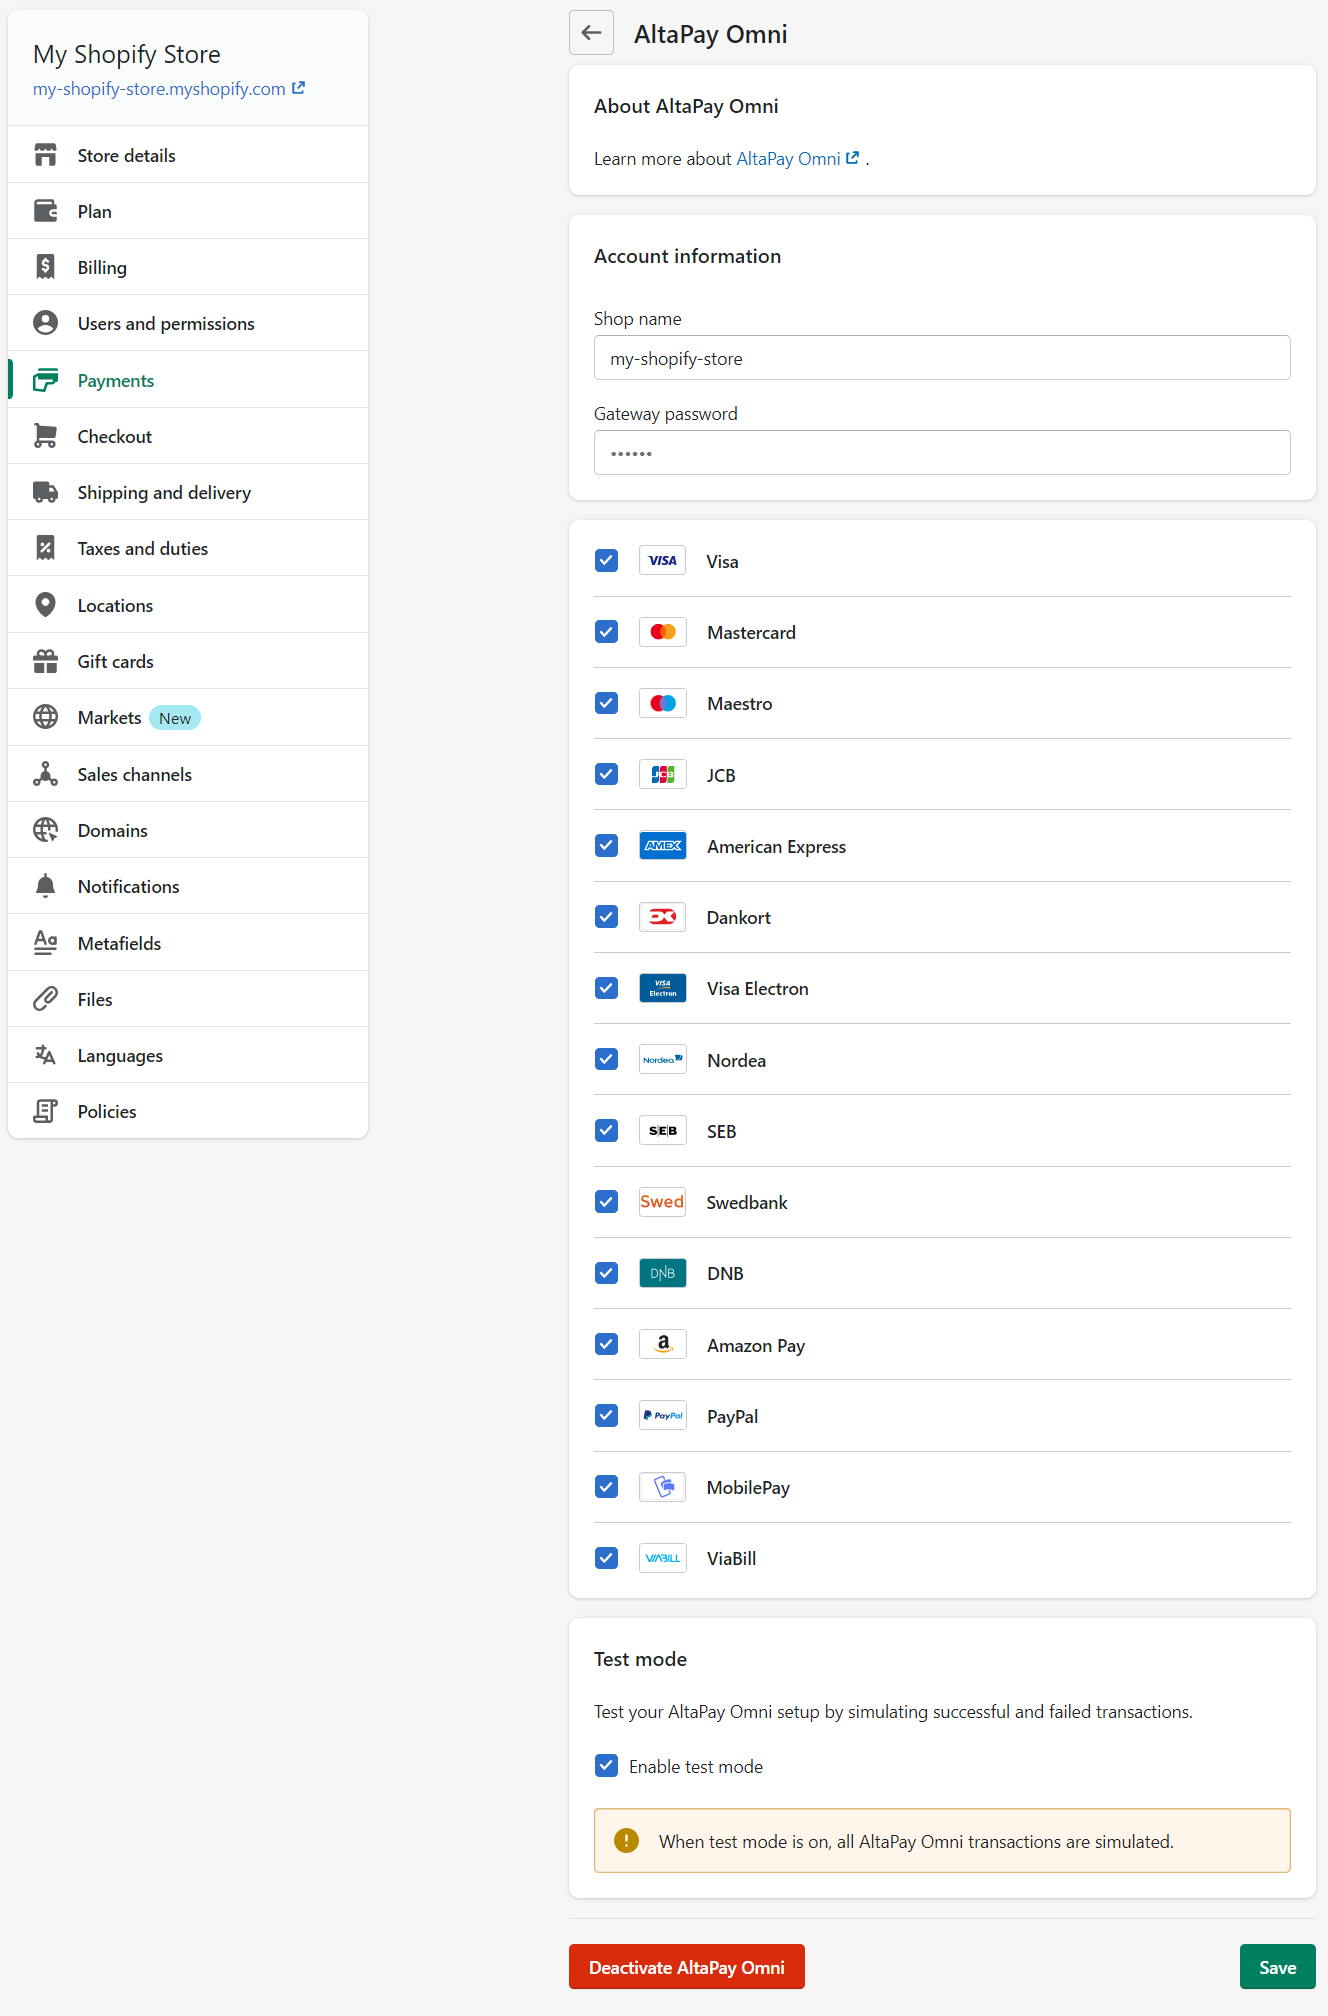 My Shopify Store
my-shopify-store.myshopify.com
Store details
Plan
Billing
Users and permissions
Payments
Checkout
Shipping and delivery
Taxes and duties
Locations
Gift cards
Markets New
Sales channels
Domains
Notifications
Metafields
Files
Languages
Policies
AltaPay Omni
About AltaPay Omni
Learn more about AltaPay Omni .
Account information
Shop name
my-shopify-store
Gateway password
••••••
VISA Visa
Mastercard
Maestro
JCB JCB
AMEX American Express
Dankort
VISA Electron Visa Electron
Nordea Nordea
SEB SEB
Swed Swedbank
DNB DNB
a Amazon Pay
PayPal PayPal
MobilePay
VIABILL ViaBill
Test mode
Test your AltaPay Omni setup by simulating successful and failed transactions.
Enable test mode
When test mode is on, all AltaPay Omni transactions are simulated.
Deactivate AltaPay Omni
Save